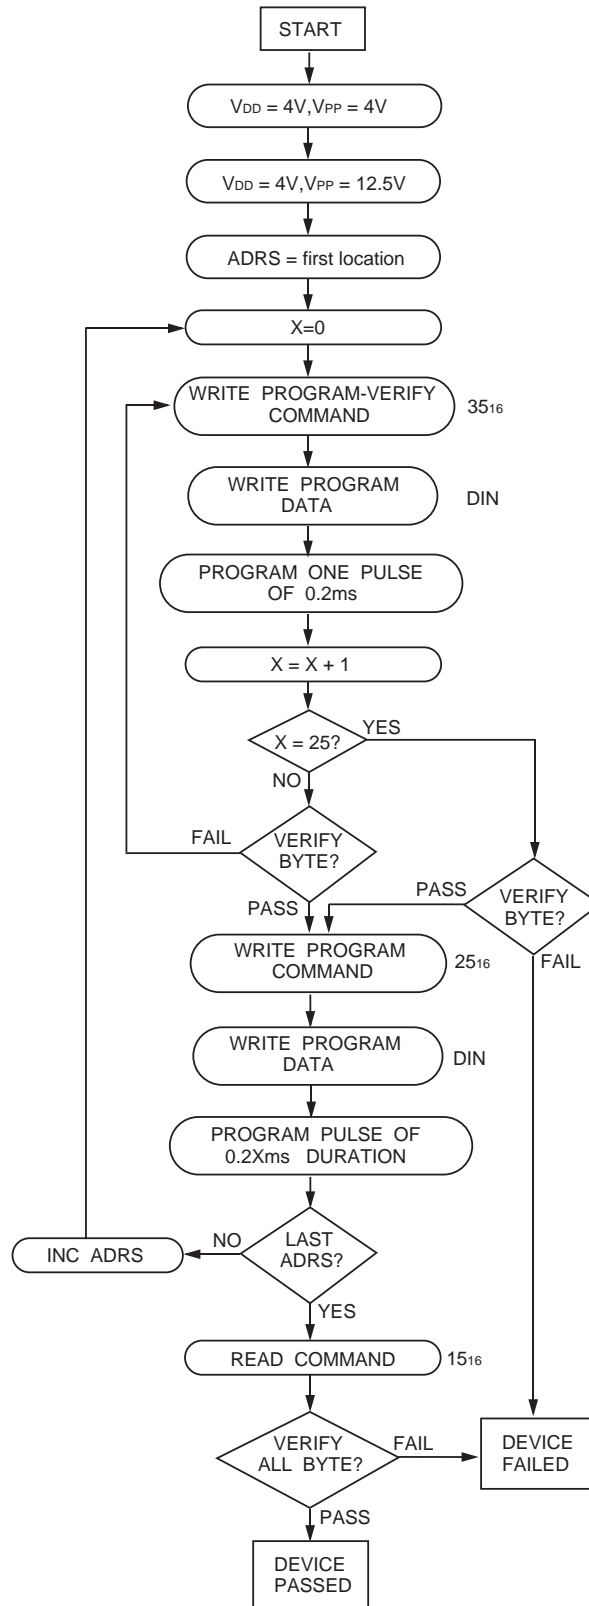 START
VDD = 4V,VPP = 4V
VDD = 4V,VPP = 12.5V
ADRS = first location
X=0
WRITE PROGRAM-VERIFY
COMMAND
3516
WRITE PROGRAM
DATA
DIN
PROGRAM ONE PULSE
OF 0.2ms
X = X + 1
X = 25?
YES
NO
FAIL
VERIFY
BYTE?
PASS
PASS
VERIFY
BYTE?
FAIL
WRITE PROGRAM
COMMAND
2516
WRITE PROGRAM
DATA
DIN
PROGRAM PULSE OF
0.2Xms DURATION
INC ADRS
NO
LAST
ADRS?
YES
READ COMMAND
1516
VERIFY
ALL BYTE?
FAIL
DEVICE
FAILED
PASS
DEVICE
PASSED